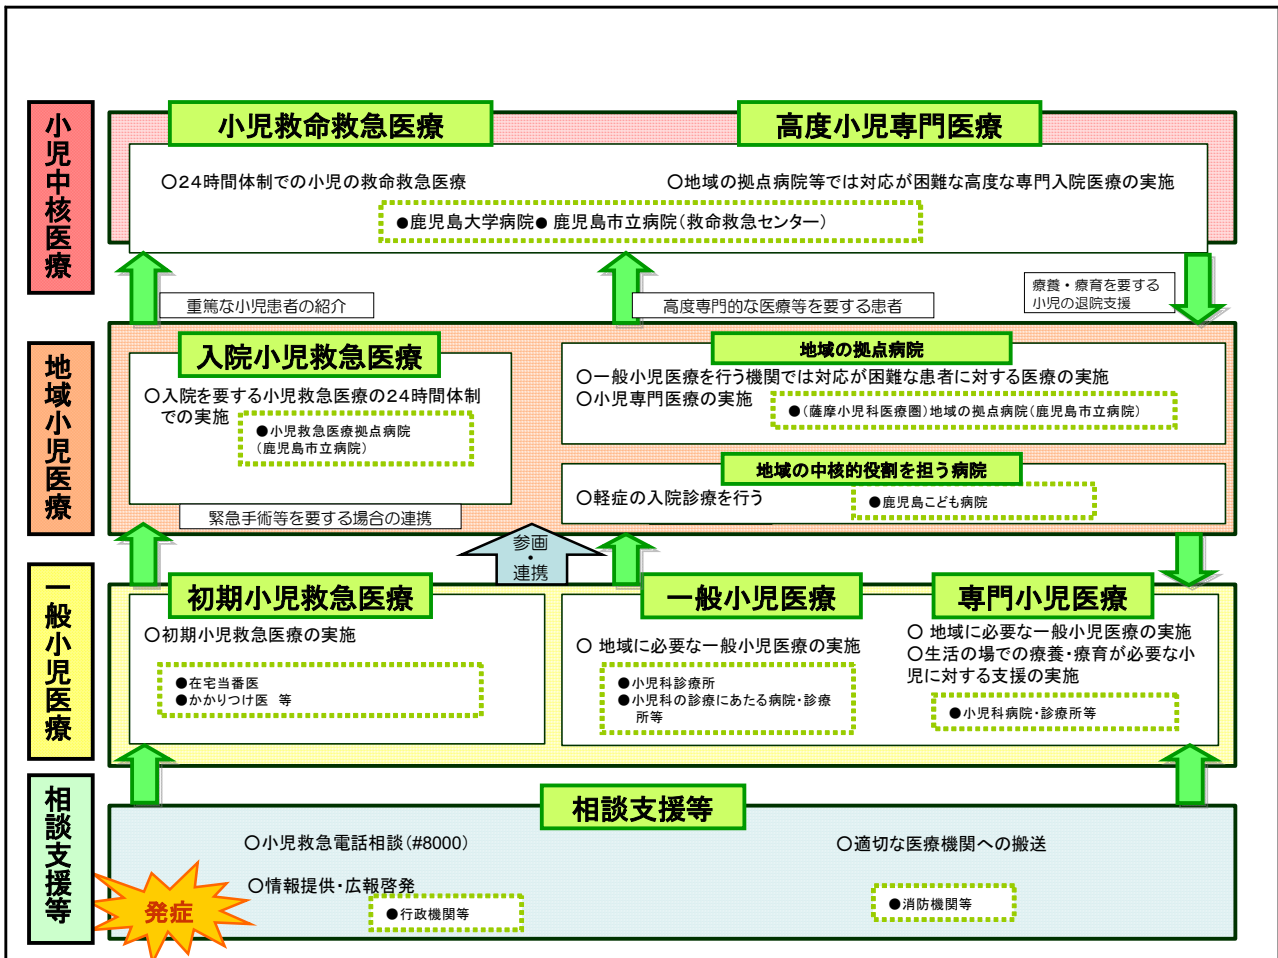 小児中核医療
小児救命救急医療
高度小児専門医療
○24時間体制での小児の救命救急医療
○地域の拠点病院等では対応が困難な高度な専門入院医療の実施
●鹿児島大学病院● 鹿児島市立病院(救命救急センター)
重篤な小児患者の紹介
高度専門的な医療等を要する患者
療養・療育を要する
小児の退院支援
地域小児医療
入院小児救急医療
○入院を要する小児救急医療の24時間体制
での実施
●小児救急医療拠点病院
(鹿児島市立病院)
緊急手術等を要する場合の連携
地域の拠点病院
○一般小児医療を行う機関では対応が困難な患者に対する医療の実施
○小児専門医療の実施
●(薩摩小児科医療圏)地域の拠点病院(鹿児島市立病院)
地域の中核的役割を担う病院
○軽症の入院診療を行う
●鹿児島こども病院
参画
・
連携
一般小児医療
初期小児救急医療
○初期小児救急医療の実施
●在宅当番医
●かかりつけ医 等
一般小児医療
○ 地域に必要な一般小児医療の実施
●小児科診療所
●小児科の診療にあたる病院・診療
所等
専門小児医療
○ 地域に必要な一般小児医療の実施
○生活の場での療養・療育が必要な小
児に対する支援の実施
●小児科病院・診療所等
相談支援等
相談支援等
○小児救急電話相談(#8000)
○情報提供・広報啓発
●行政機関等
○適切な医療機関への搬送
●消防機関等
発症